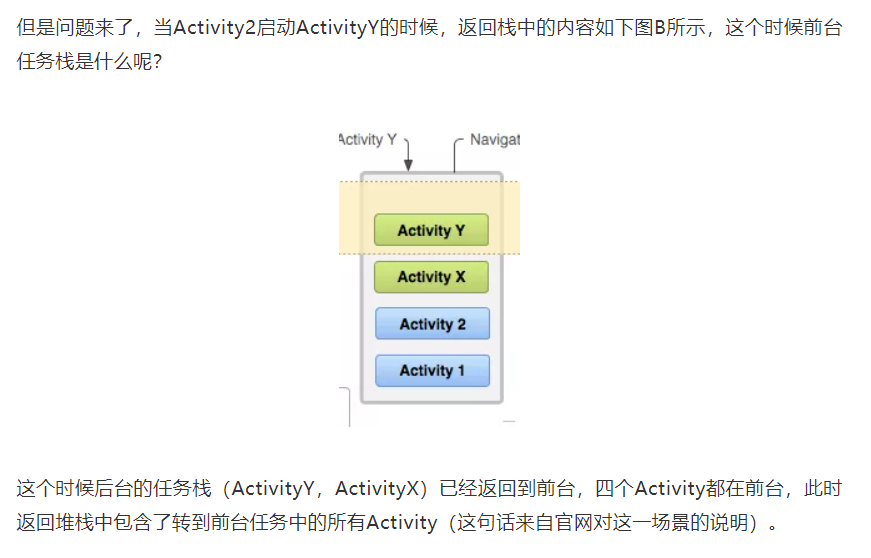 但是问题来了，当Activity2启动ActivityY的时候，返回栈中的内容如下图B所示，这个时候前台
任务栈是什么呢？
Activity Y
Navigat
Activity Y
Activity X
Activity 2
Activity 1
这个时候后台的任务栈（ActivityY，ActivityX）已经返回到前台，四个Activity都在前台，此时
返回堆栈中包含了转到前台任务中的所有Activity（这句话来自官网对这一场景的说明）。